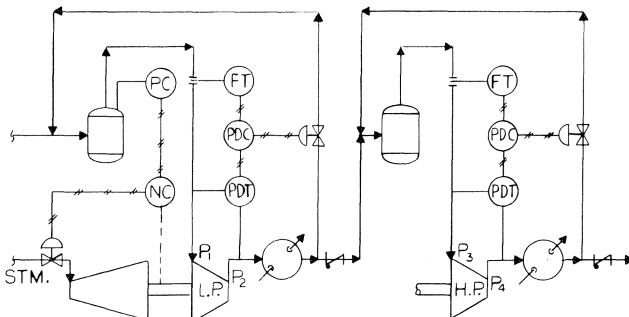 PC
FT
FT
PDC
PDC
NC
PDT
PDT
STM.
P1
L.P.
P2
P3
H.P.
P4